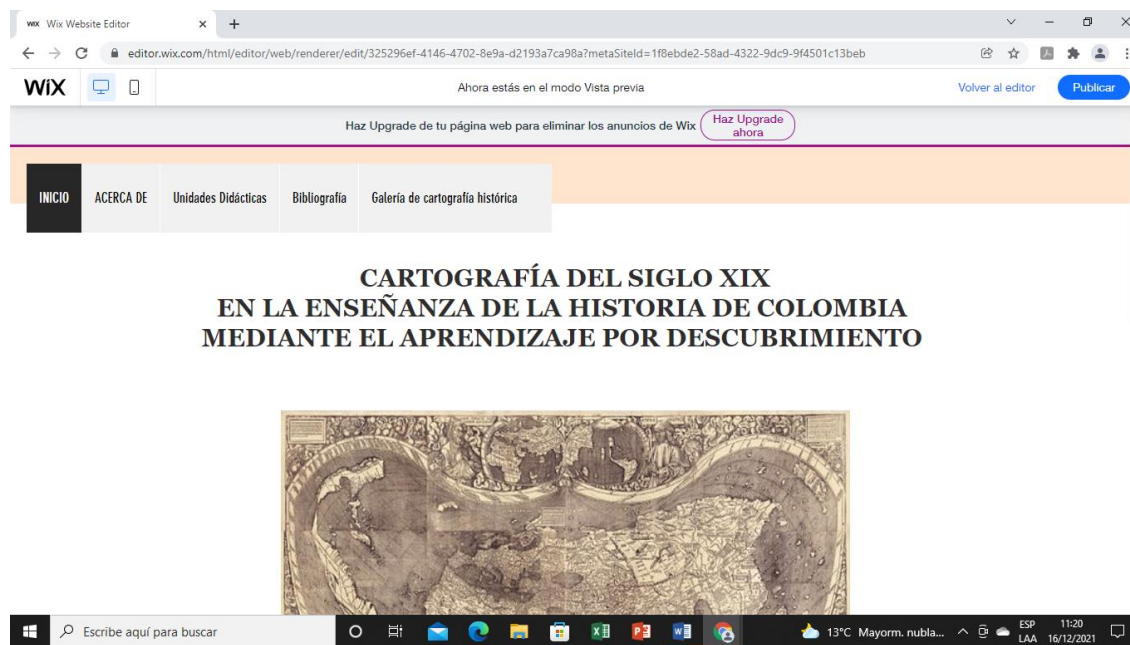 WiX Wix Website Editor
editor.wix.com/html/editor/web/renderer/edit/325296ef-4146-4702-8e9a-d2193a7ca98a?metaSiteId=1f8ebde2-58ad-4322-9dc9-9f4501c13beb
WiX Ahora estás en el modo Vista previa Volver al editor Publicar
Haz Upgrade de tu página web para eliminar los anuncios de Wix Haz Upgrade
ahora
INICIO ACERCA DE Unidades Didácticas Bibliografía Galería de cartografía histórica
CARTOGRAFÍA DEL SIGLO XIX
EN LA ENSEÑANZA DE LA HISTORIA DE COLOMBIA
MEDIANTE EL APRENDIZAJE POR DESCUBRIMIENTO
Escribe aquí para buscar 13°C Mayorm. nubla... ESP 11:20
LAA 16/12/2021